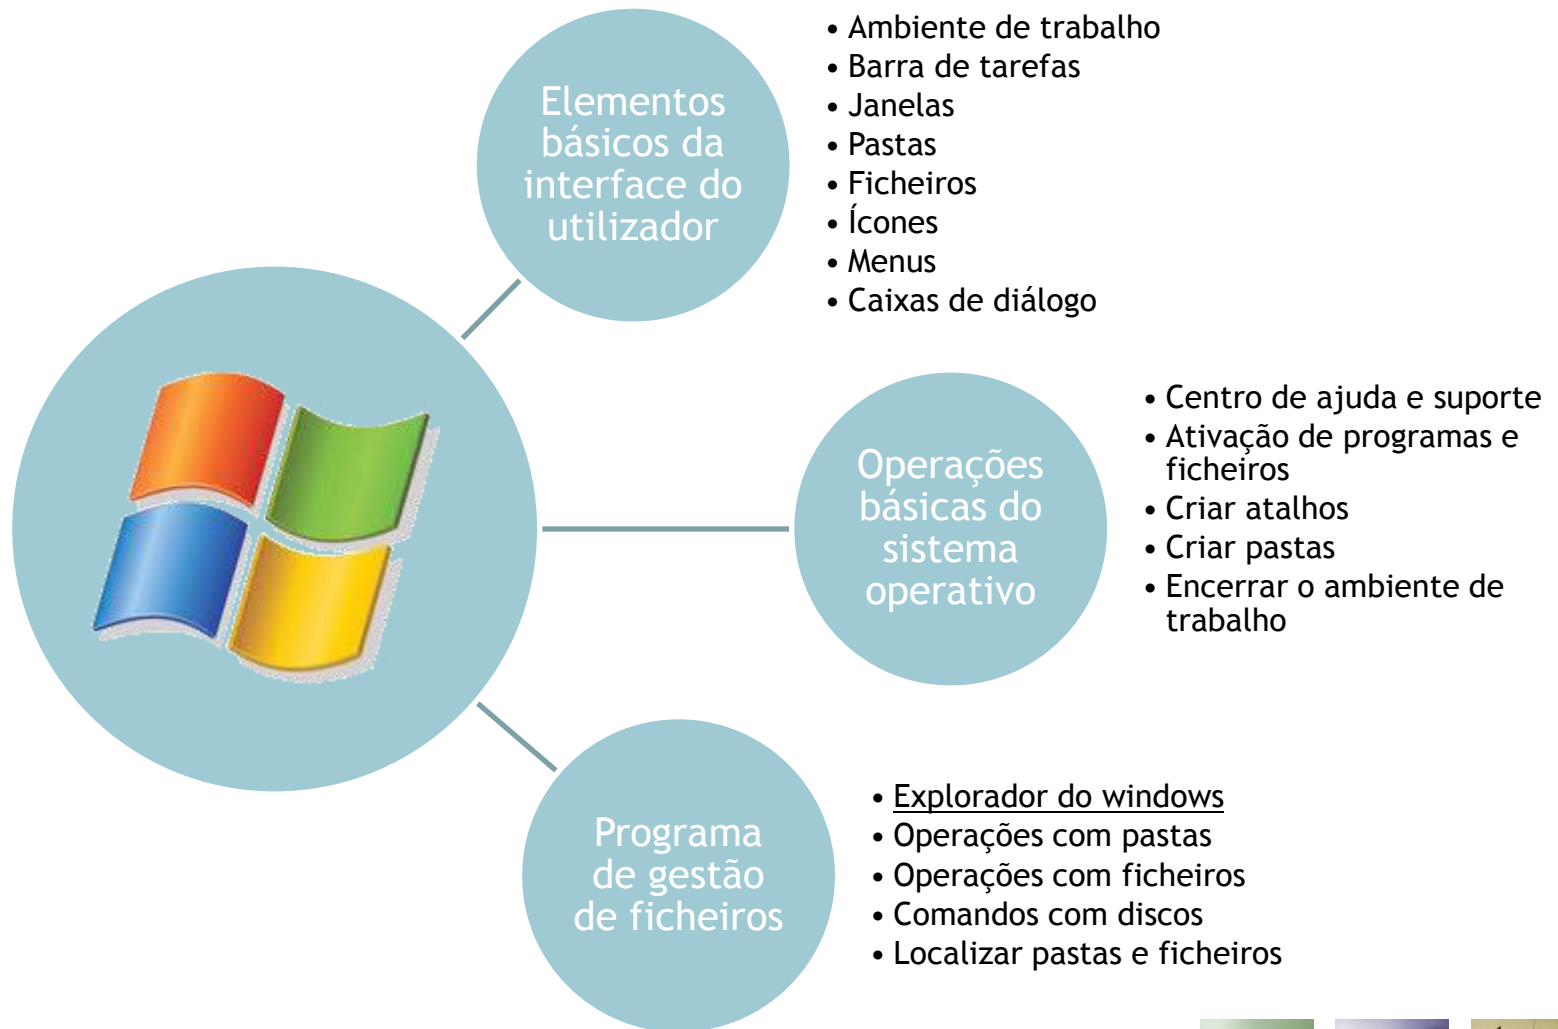 Elementos
básicos da
interface do
utilizador
• Ambiente de trabalho
• Barra de tarefas
• Janelas
• Pastas
• Ficheiros
• Ícones
• Menus
• Caixas de diálogo
Operações
básicas do
sistema
operativo
• Centro de ajuda e suporte
• Ativação de programas e
ficheiros
• Criar atalhos
• Criar pastas
• Encerrar o ambiente de
trabalho
Programa
de gestão
de ficheiros
• Explorador do windows
• Operações com pastas
• Operações com ficheiros
• Comandos com discos
• Localizar pastas e ficheiros